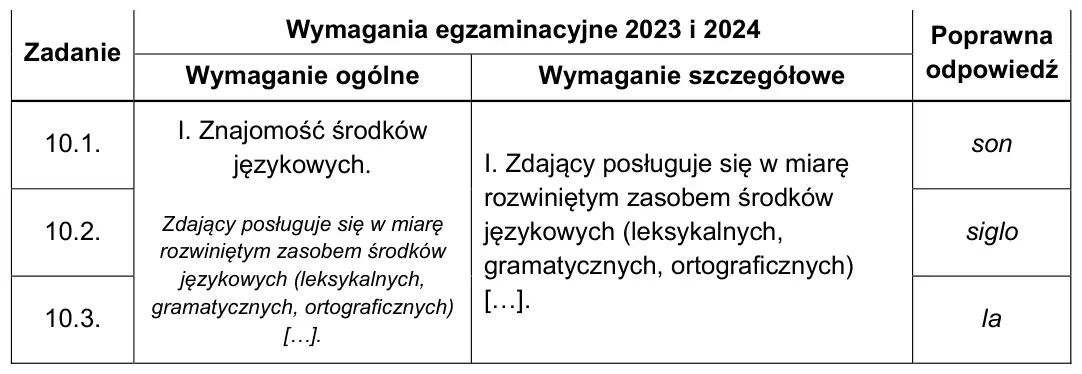 Zadanie
Wymagania egzaminacyjne 2023 i 2024
Poprawna
odpowiedź
Wymaganie ogólne
Wymaganie szczegółowe
10.1.
I. Znajomość środków
językowych.
Zdający posługuje się w miarę
rozwiniętym zasobem środków
językowych (leksykalnych,
gramatycznych, ortograficznych)
[…].
I. Zdający posługuje się w miarę
rozwiniętym zasobem środków
językowych (leksykalnych,
gramatycznych, ortograficznych)
[…].
son
10.2.
siglo
10.3.
la